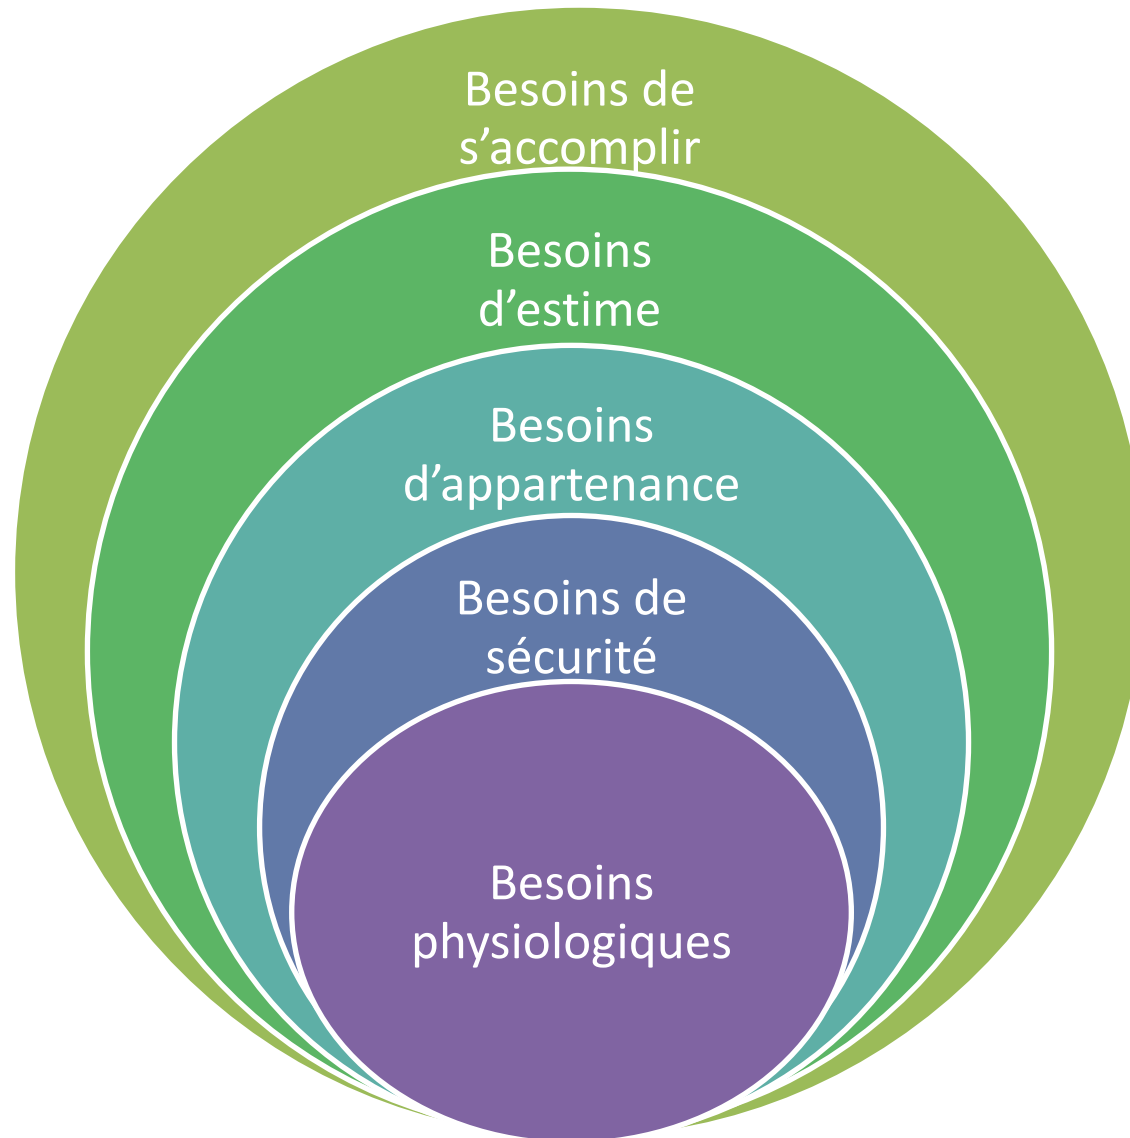 Besoins de
s’accomplir
Besoins
d’estime
Besoins
d’appartenance
Besoins de
sécurité
Besoins
physiologiques